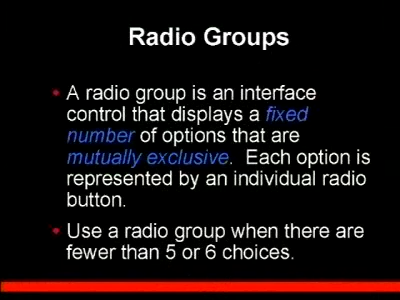 Radio Groups
• A radio group is an interface
control that displays a fixed
number of options that are
mutually exclusive. Each option is
represented by an individual radio
button.
• Use a radio group when there are
fewer than 5 or 6 choices.